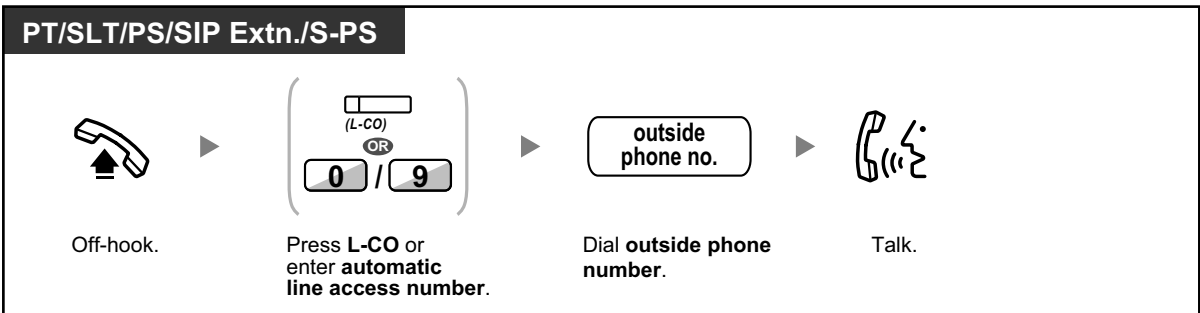 PT/SLT/PS/SIP Extn./S-PS
(L-CO)
OR
0 / 9
outside
phone no.
Off-hook.
Press L-CO or
enter automatic
line access number.
Dial outside phone
number.
Talk.